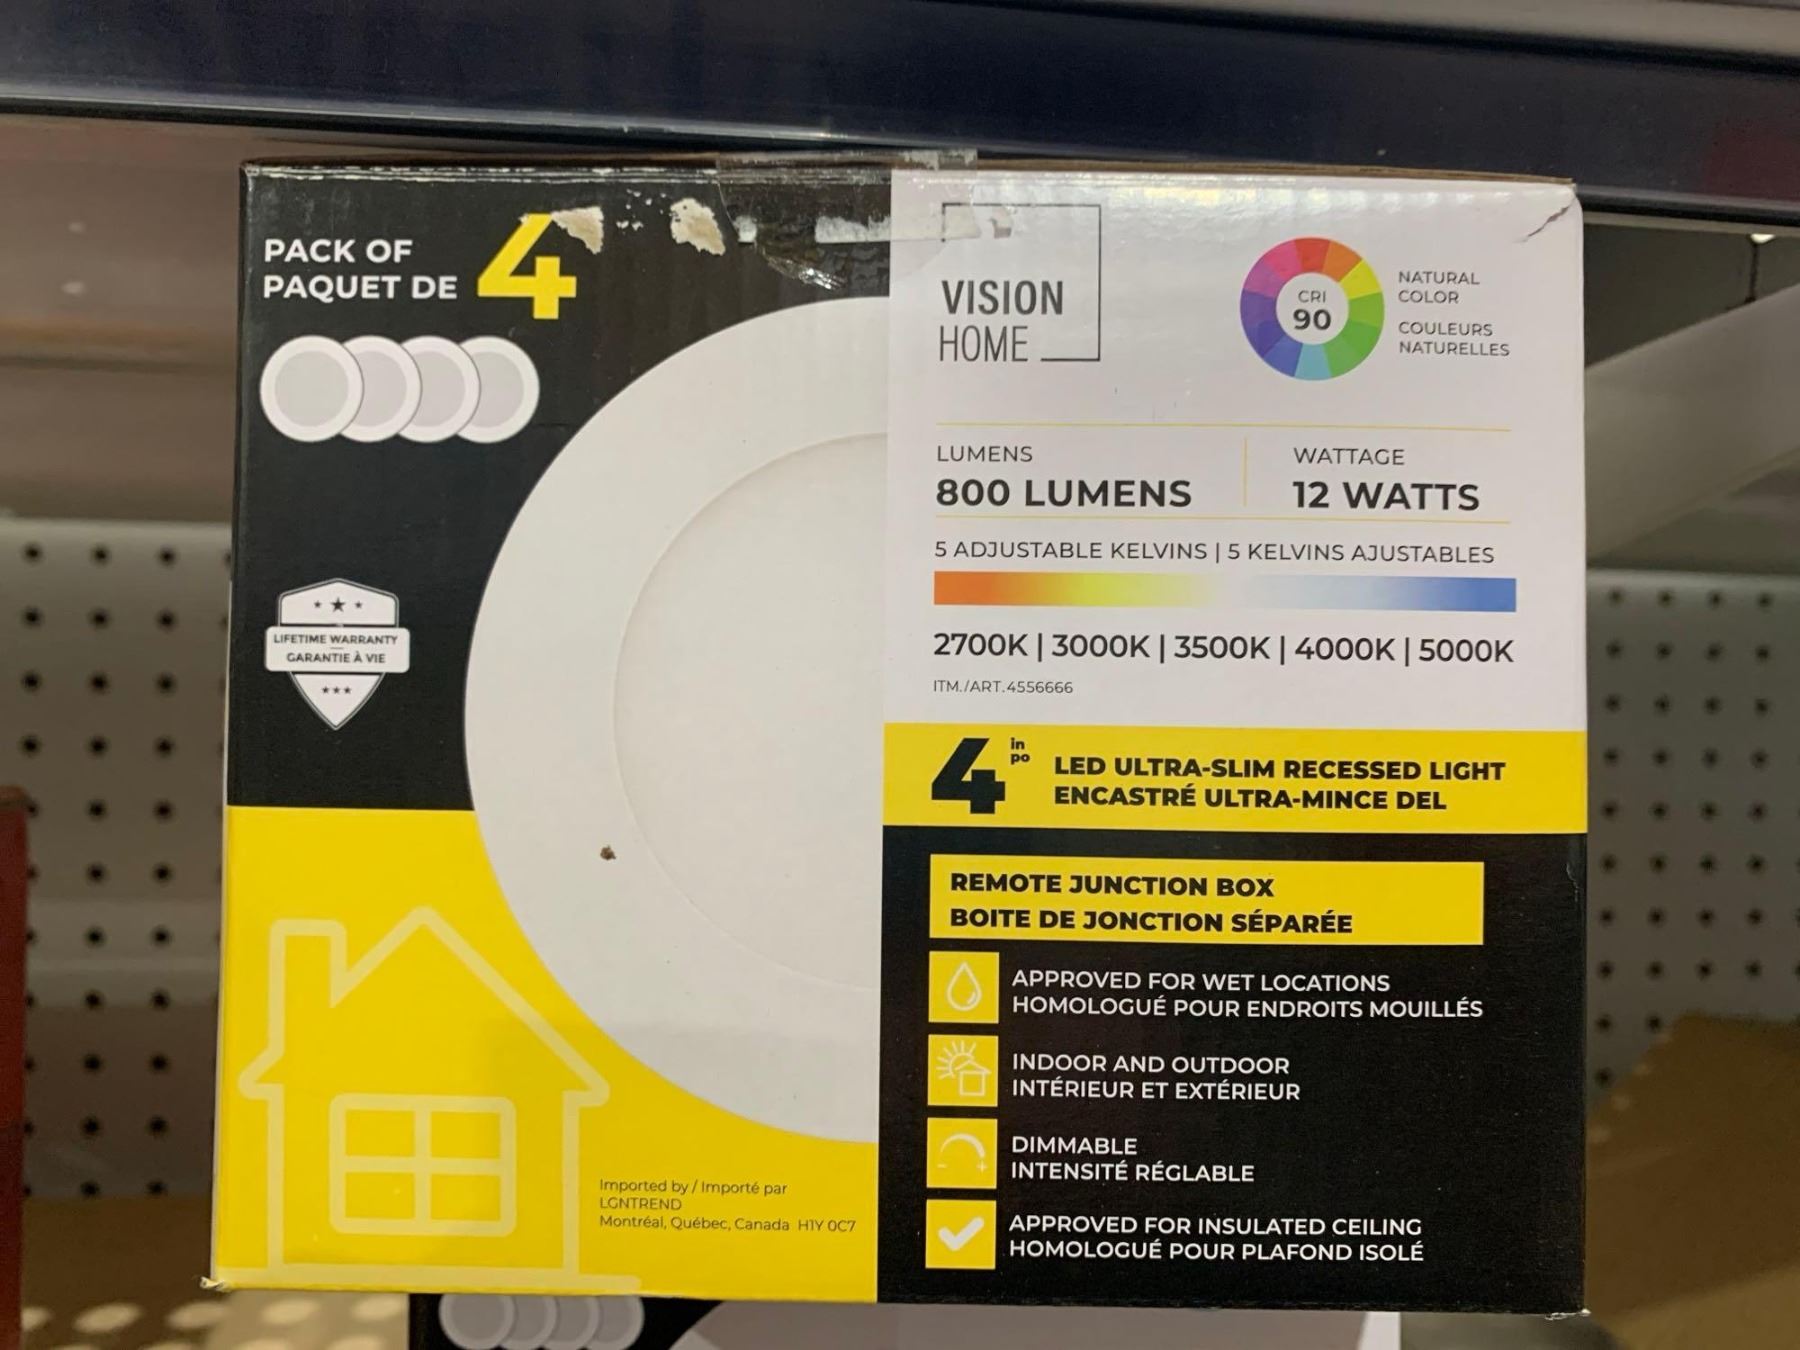 PACK OF
PAQUET DE 4
LIFETIME WARRANTY
GARANTIE À VIE
Imported by / Importé par
LGNTREND
Montréal, Québec, Canada H1Y 0C7
VISION
HOME
CRI
90
NATURAL
COLOR
COULEURS
NATURELLES
LUMENS
800 LUMENS
WATTAGE
12 WATTS
5 ADJUSTABLE KELVINS | 5 KELVINS AJUSTABLES
2700K | 3000K | 3500K | 4000K | 5000K
ITM./ART.4556666
4 in
po
LED ULTRA-SLIM RECESSED LIGHT
ENCASTRÉ ULTRA-MINCE DEL
REMOTE JUNCTION BOX
BOITE DE JONCTION SÉPARÉE
APPROVED FOR WET LOCATIONS
HOMOLOGUÉ POUR ENDROITS MOUILLÉS
INDOOR AND OUTDOOR
INTÉRIEUR ET EXTÉRIEUR
DIMMABLE
INTENSITÉ RÉGLABLE
APPROVED FOR INSULATED CEILING
HOMOLOGUÉ POUR PLAFOND ISOLÉ